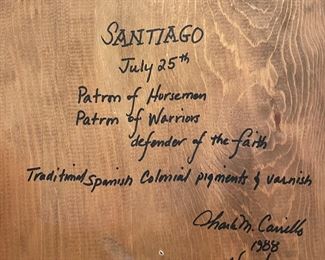 SANTIAGO
July 25th
Patron of Horsemen
Patron of Warriors
defender of the faith
Traditional Spanish Colonial pigments & varnish
Charles M. Carrillo
1988